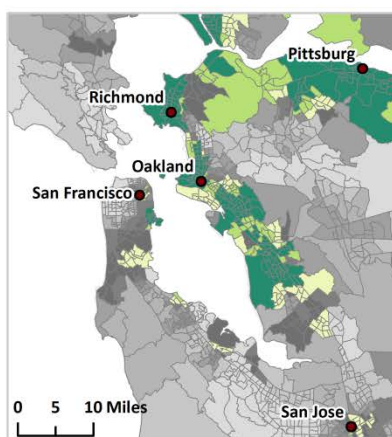 Pittsburg
Richmond
Oakland
San Francisco
San Jose
0 5 10 Miles